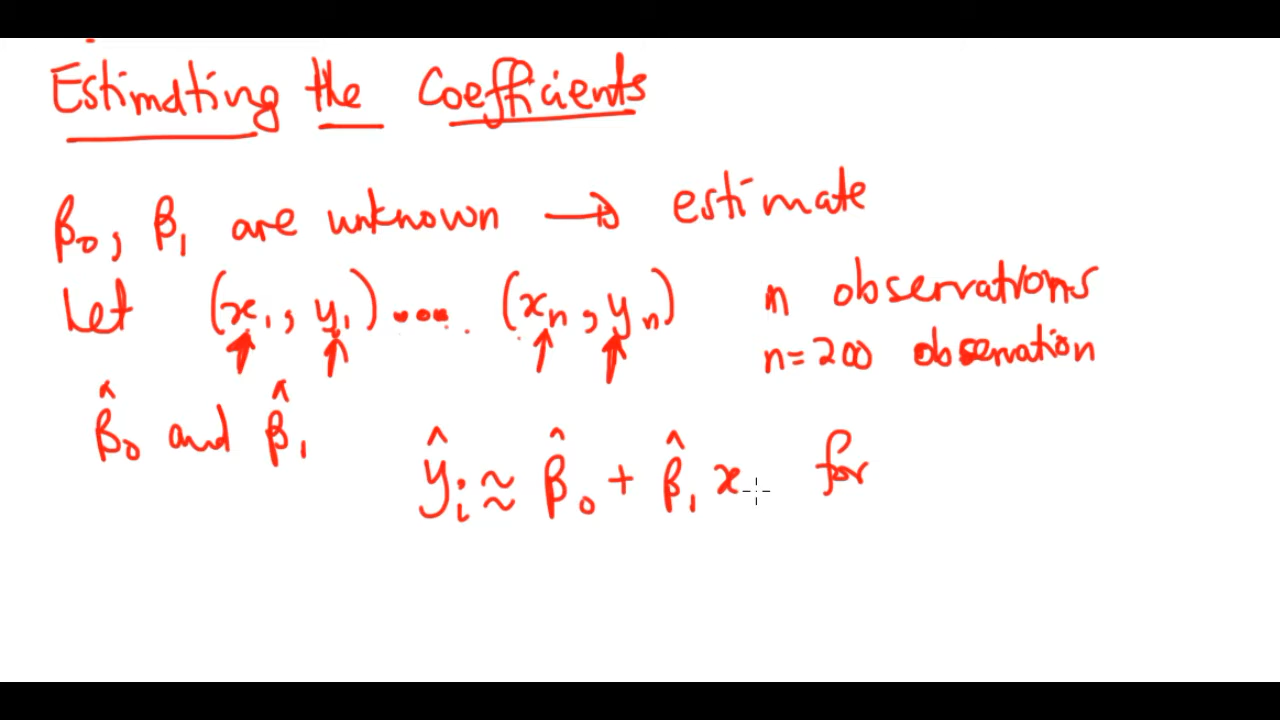 Estimating the Coefficients
β₀, β₁ are unknown → estimate
Let (x₁, y₁) .... (xₙ, yₙ) n observations
n=200 observation
β̂₀ and β̂₁
ŷᵢ ≈ β̂₀ + β̂₁ x for